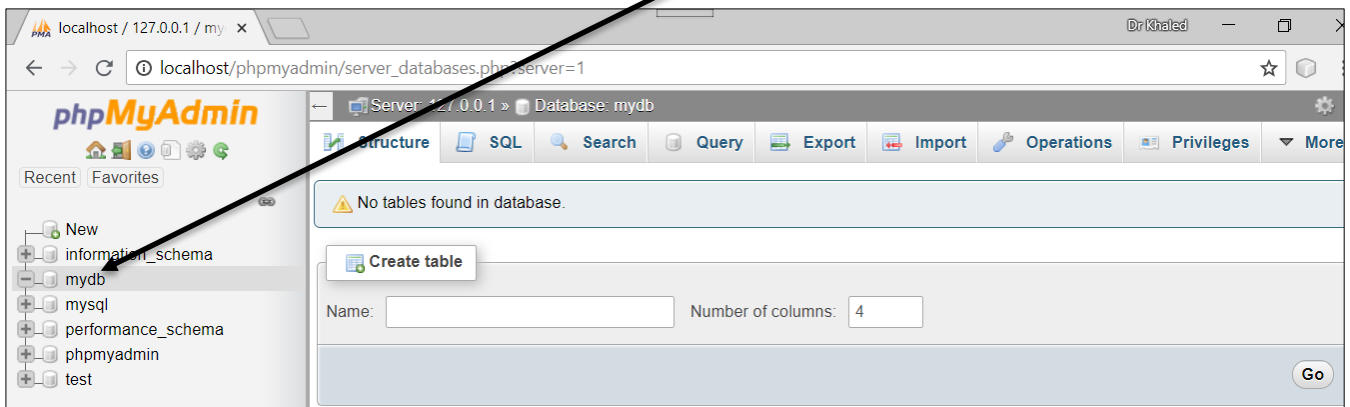 localhost / 127.0.0.1 / my
Dr Khaled
localhost/phpmyadmin/server_databases.php?server=1
phpMyAdmin
PMA
Server: 127.0.0.1 » Database: mydb
Structure SQL Search Query Export Import Operations Privileges More
Recent Favorites
No tables found in database.
New
information_schema
Create table
mydb
mysql
Name: Number of columns: 4
performance_schema
phpmyadmin
test
Go